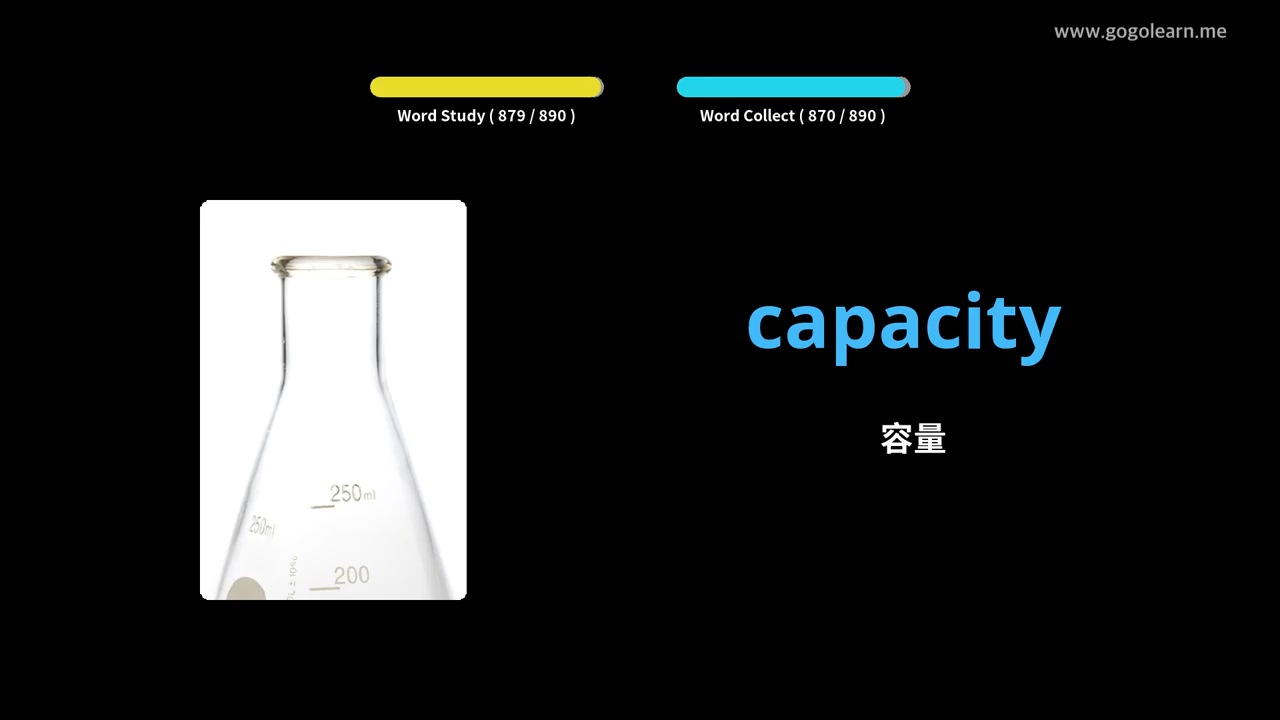 www.gogolearn.me
Word Study ( 879 / 890 )
Word Collect ( 870 / 890 )
capacity
容量
250ml
250ml
200